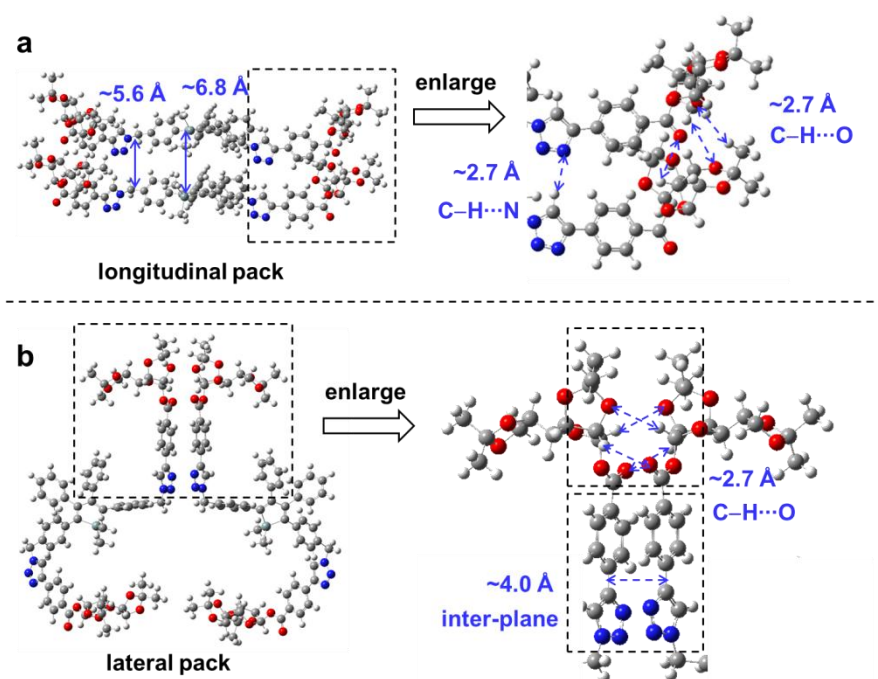 a
~5.6 Å
~6.8 Å
enlarge
~2.7 Å
C–H···O
~2.7 Å
C–H···N
longitudinal pack
b
enlarge
~2.7 Å
C–H···O
~4.0 Å
inter-plane
lateral pack